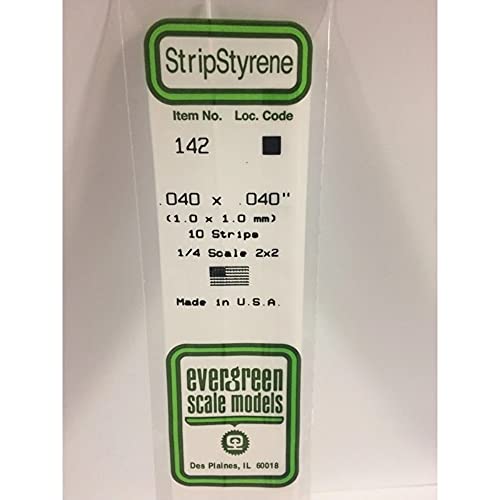 StripStyrene
Item No. Loc. Code
142
.040 x .040"
(1.0 x 1.0 mm)
10 Strips
1/4 Scale 2x2
Made in U.S.A.
evergreen
scale models
Des Plaines, IL 60018